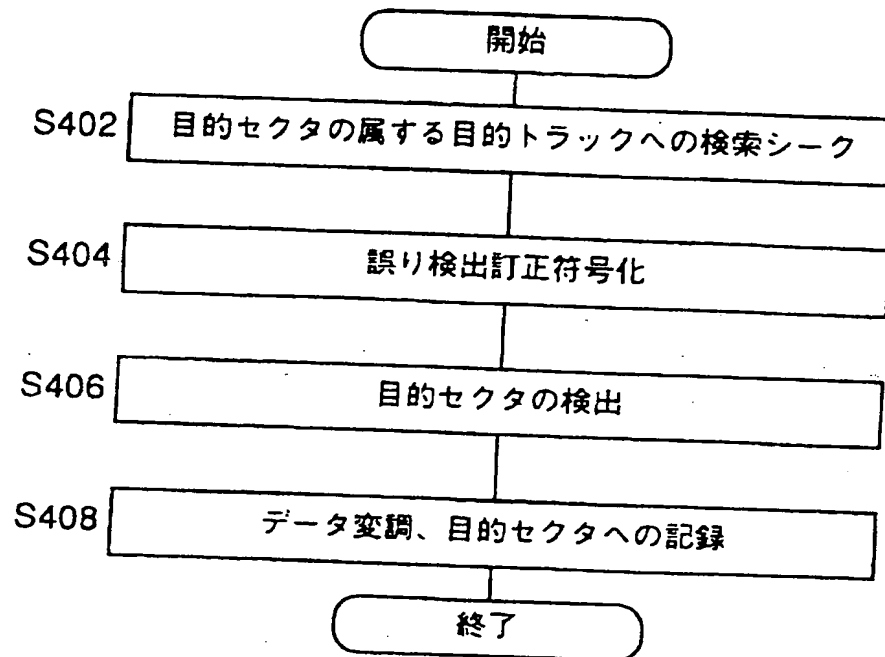 開始
S402 目的セクタの属する目的トラックへの検索シーク
S404 誤り検出訂正符号化
S406 目的セクタの検出
S408 データ変調、目的セクタへの記録
終了